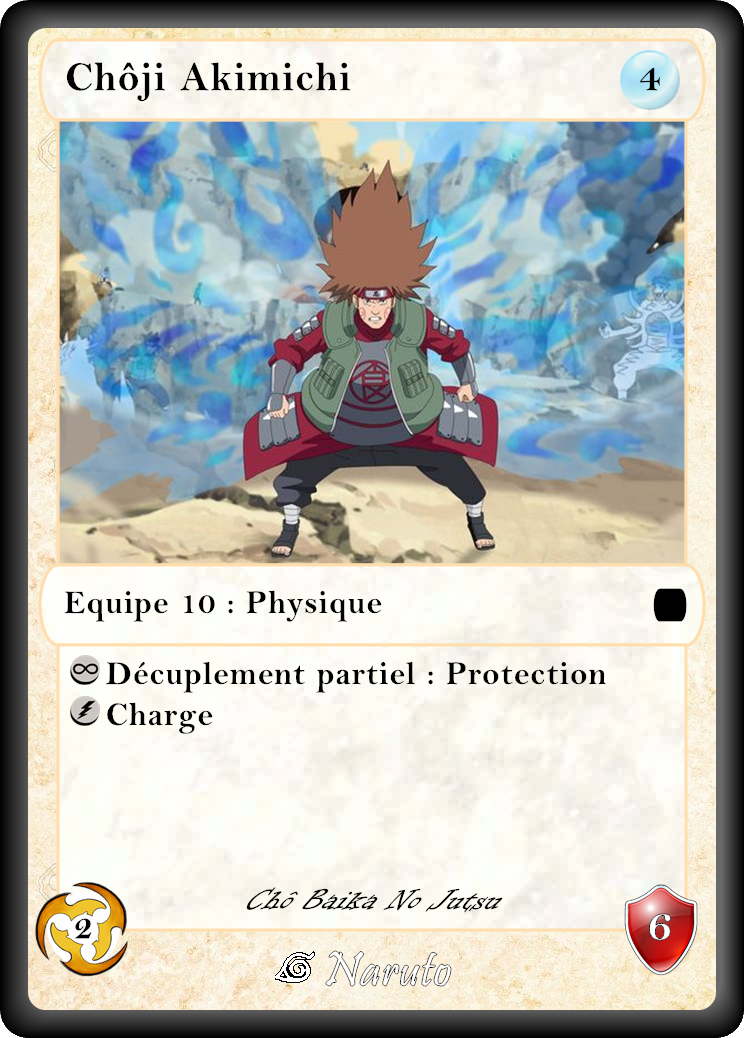 Chôji Akimichi
4
Equipe 10 : Physique
Décuplement partiel : Protection
Charge
Chô Baika No Jutsu
2
6
Naruto